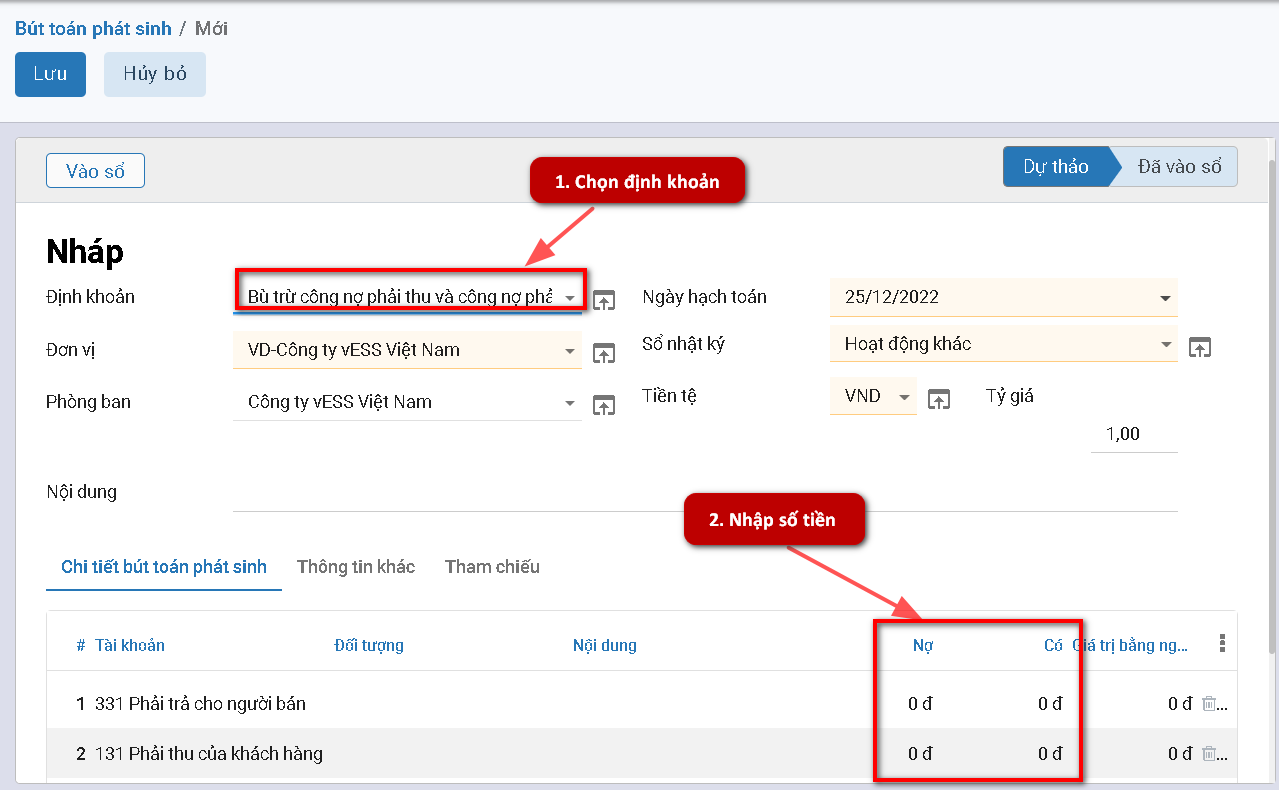 Bút toán phát sinh / Mới
Lưu Hủy bỏ
Vào sổ
1. Chọn định khoản
Dự thảo Đã vào sổ
Nháp
Định khoản Bù trừ công nợ phải thu và công nợ phả Ngày hạch toán 25/12/2022
Đơn vị VD-Công ty vESS Việt Nam Sổ nhật ký Hoạt động khác
Phòng ban Công ty vESS Việt Nam Tiền tệ VND Tỷ giá
1,00
Nội dung
2. Nhập số tiền
Chi tiết bút toán phát sinh Thông tin khác Tham chiếu
# Tài khoản Đối tượng Nội dung Nợ Có Giá trị bằng ng...
1 331 Phải trả cho người bán 0 đ 0 đ 0 đ ...
2 131 Phải thu của khách hàng 0 đ 0 đ 0 đ ...